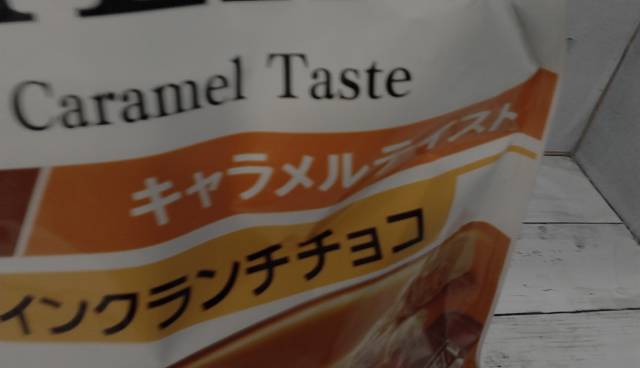 Caramel Taste
キャラメルテイスト
インクランチチョコ